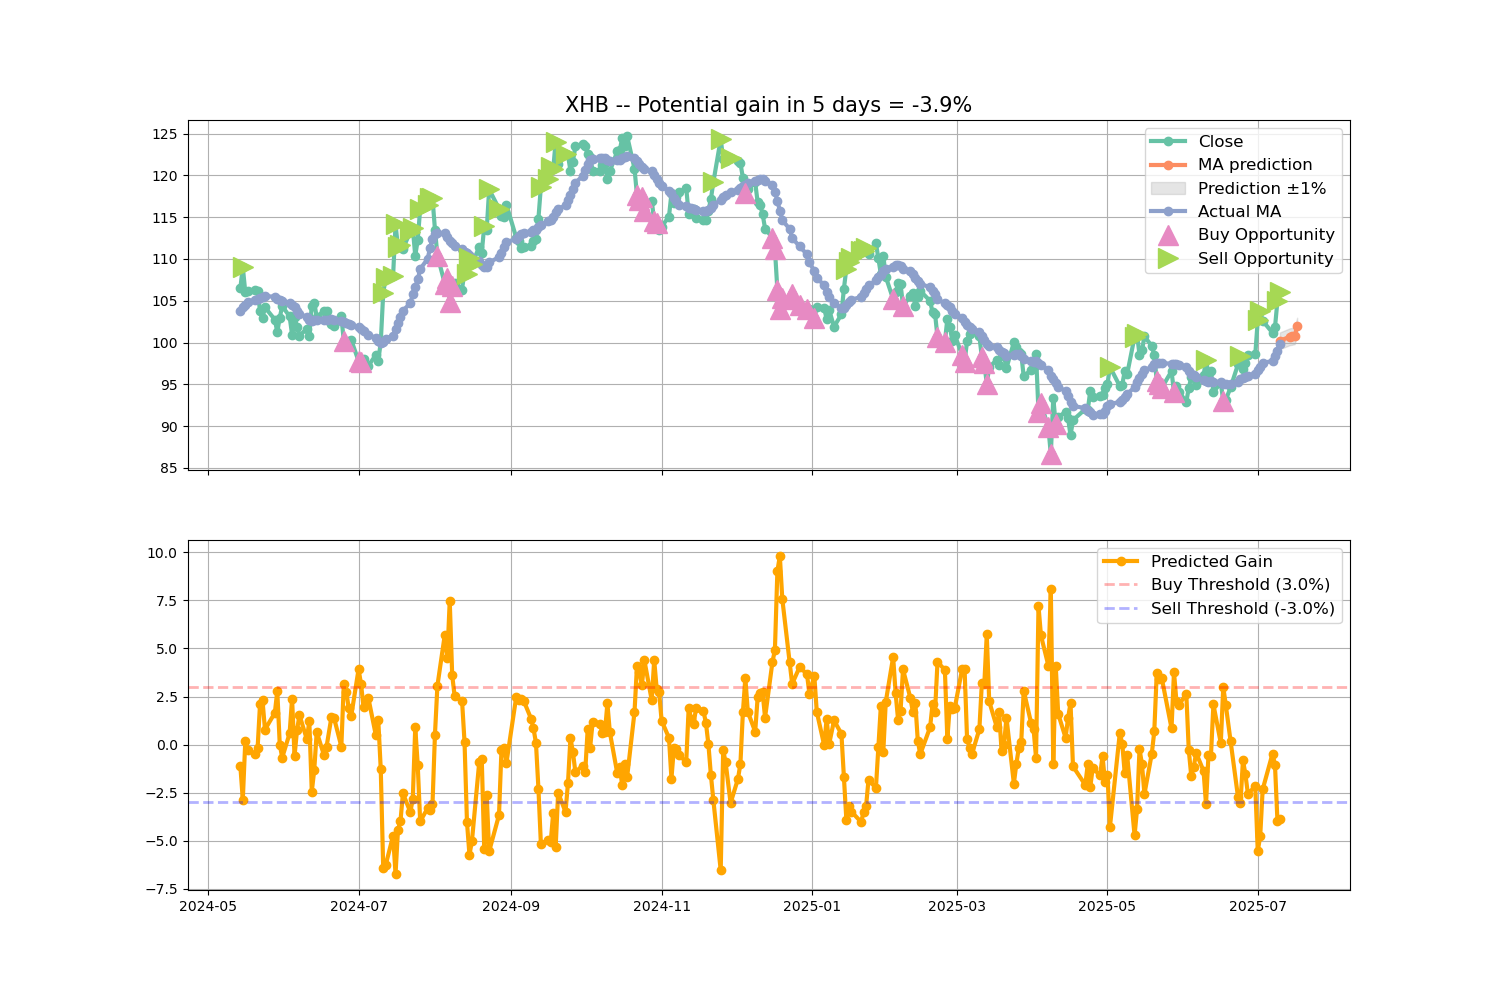 XHB -- Potential gain in 5 days = -3.9%
125
120
115
110
105
100
95
90
85
Close
MA prediction
Prediction ±1%
Actual MA
Buy Opportunity
Sell Opportunity
10.0
7.5
5.0
2.5
0.0
−2.5
−5.0
−7.5
Predicted Gain
Buy Threshold (3.0%)
Sell Threshold (-3.0%)
2024-05
2024-07
2024-09
2024-11
2025-01
2025-03
2025-05
2025-07